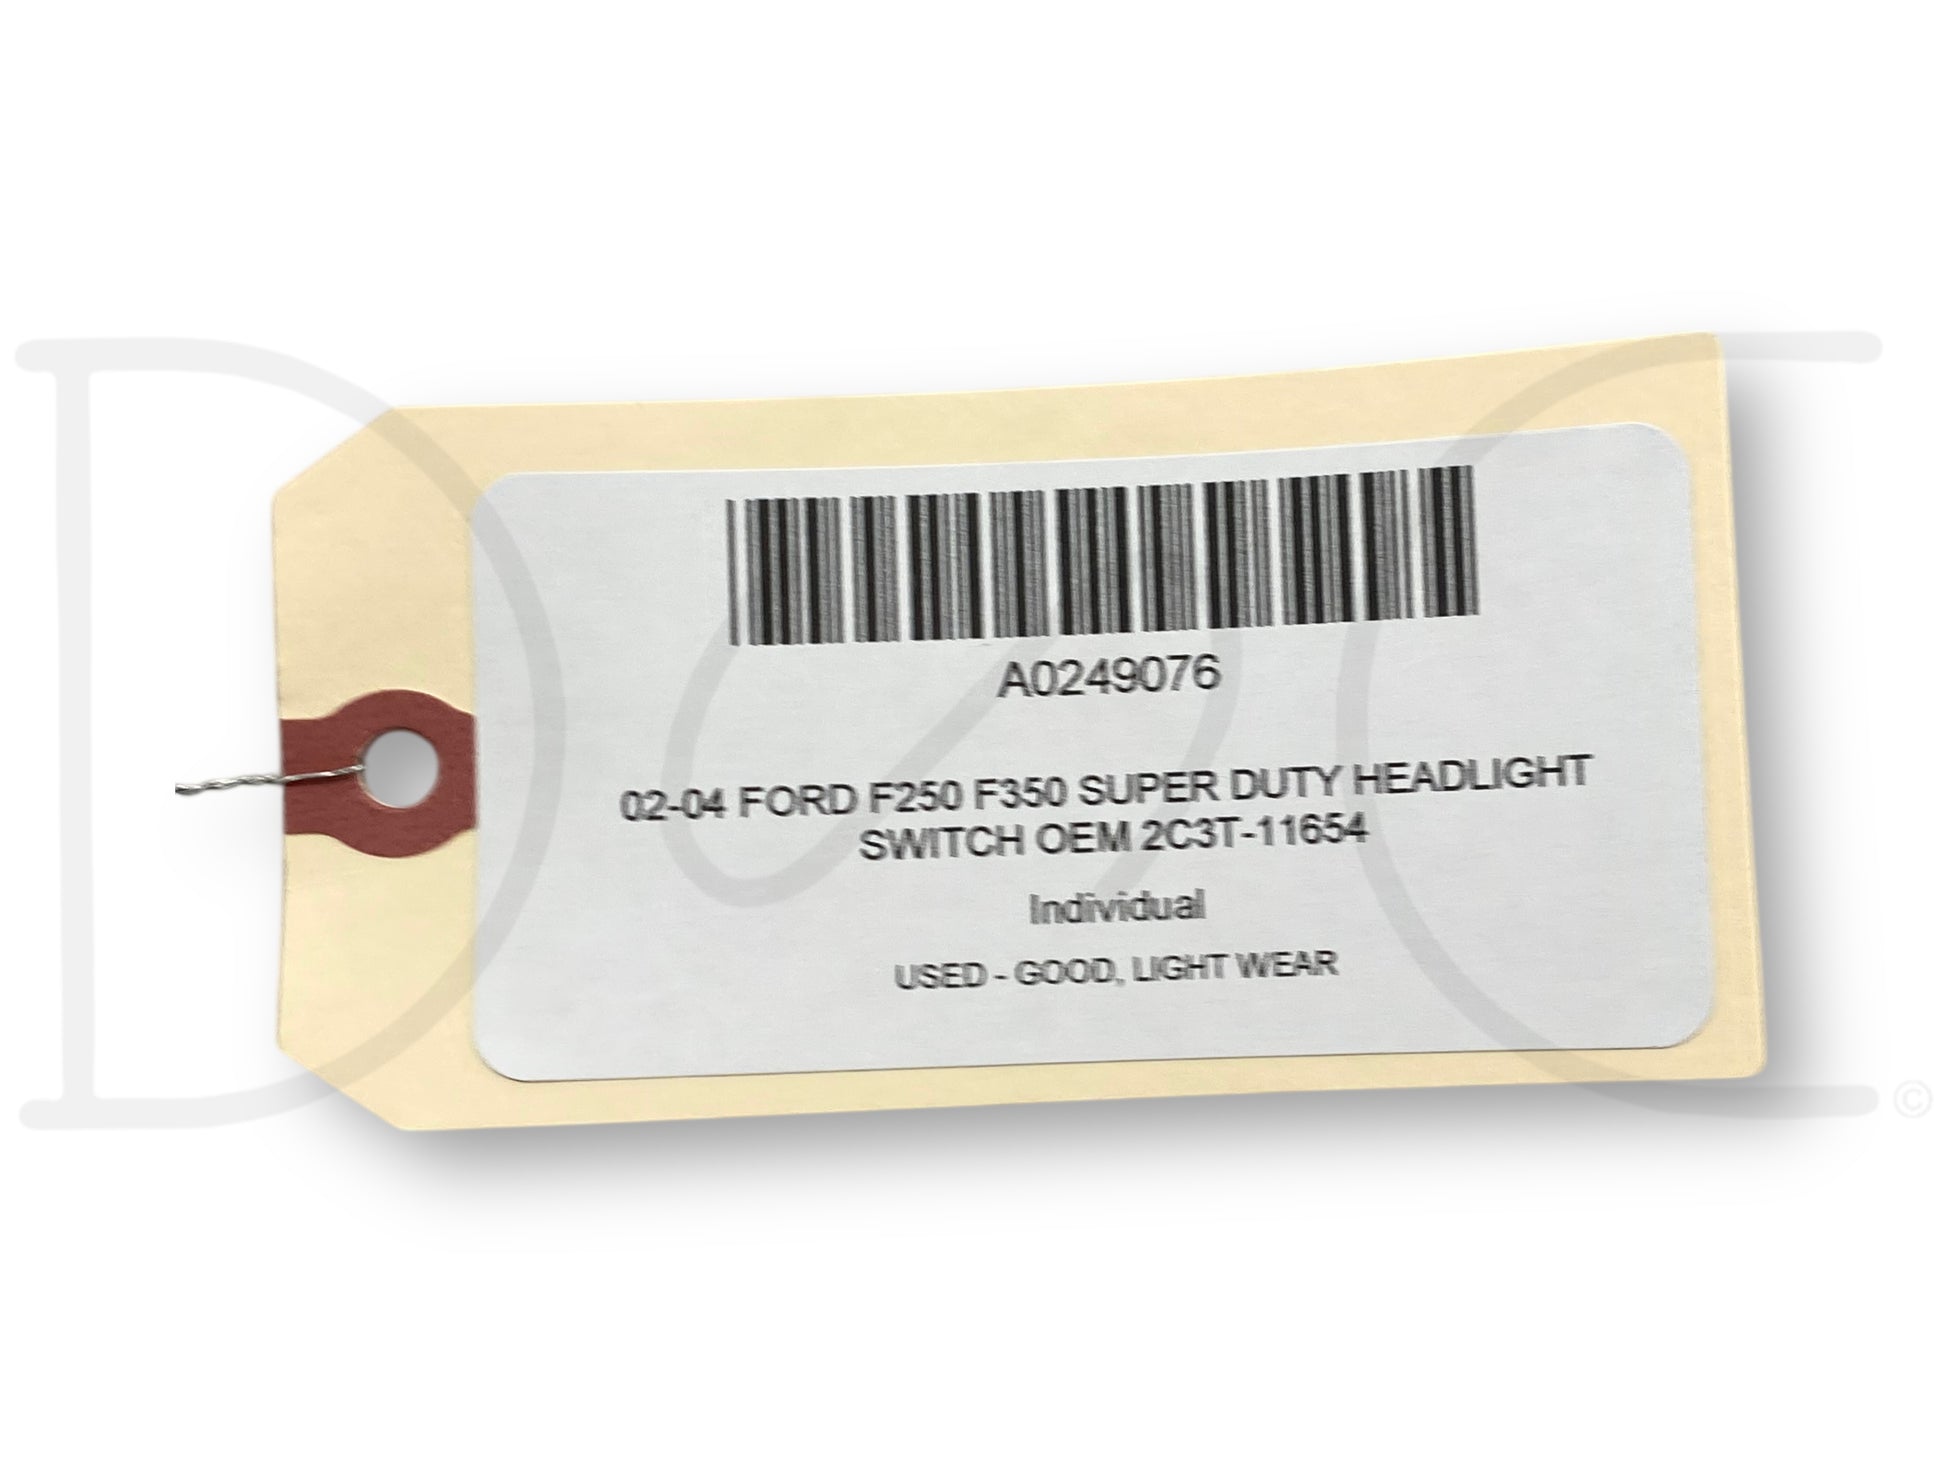 A0249076
02-04 FORD F250 F350 SUPER DUTY HEADLIGHT
SWITCH OEM 2C3T-11654
Individual
USED - GOOD, LIGHT WEAR
©